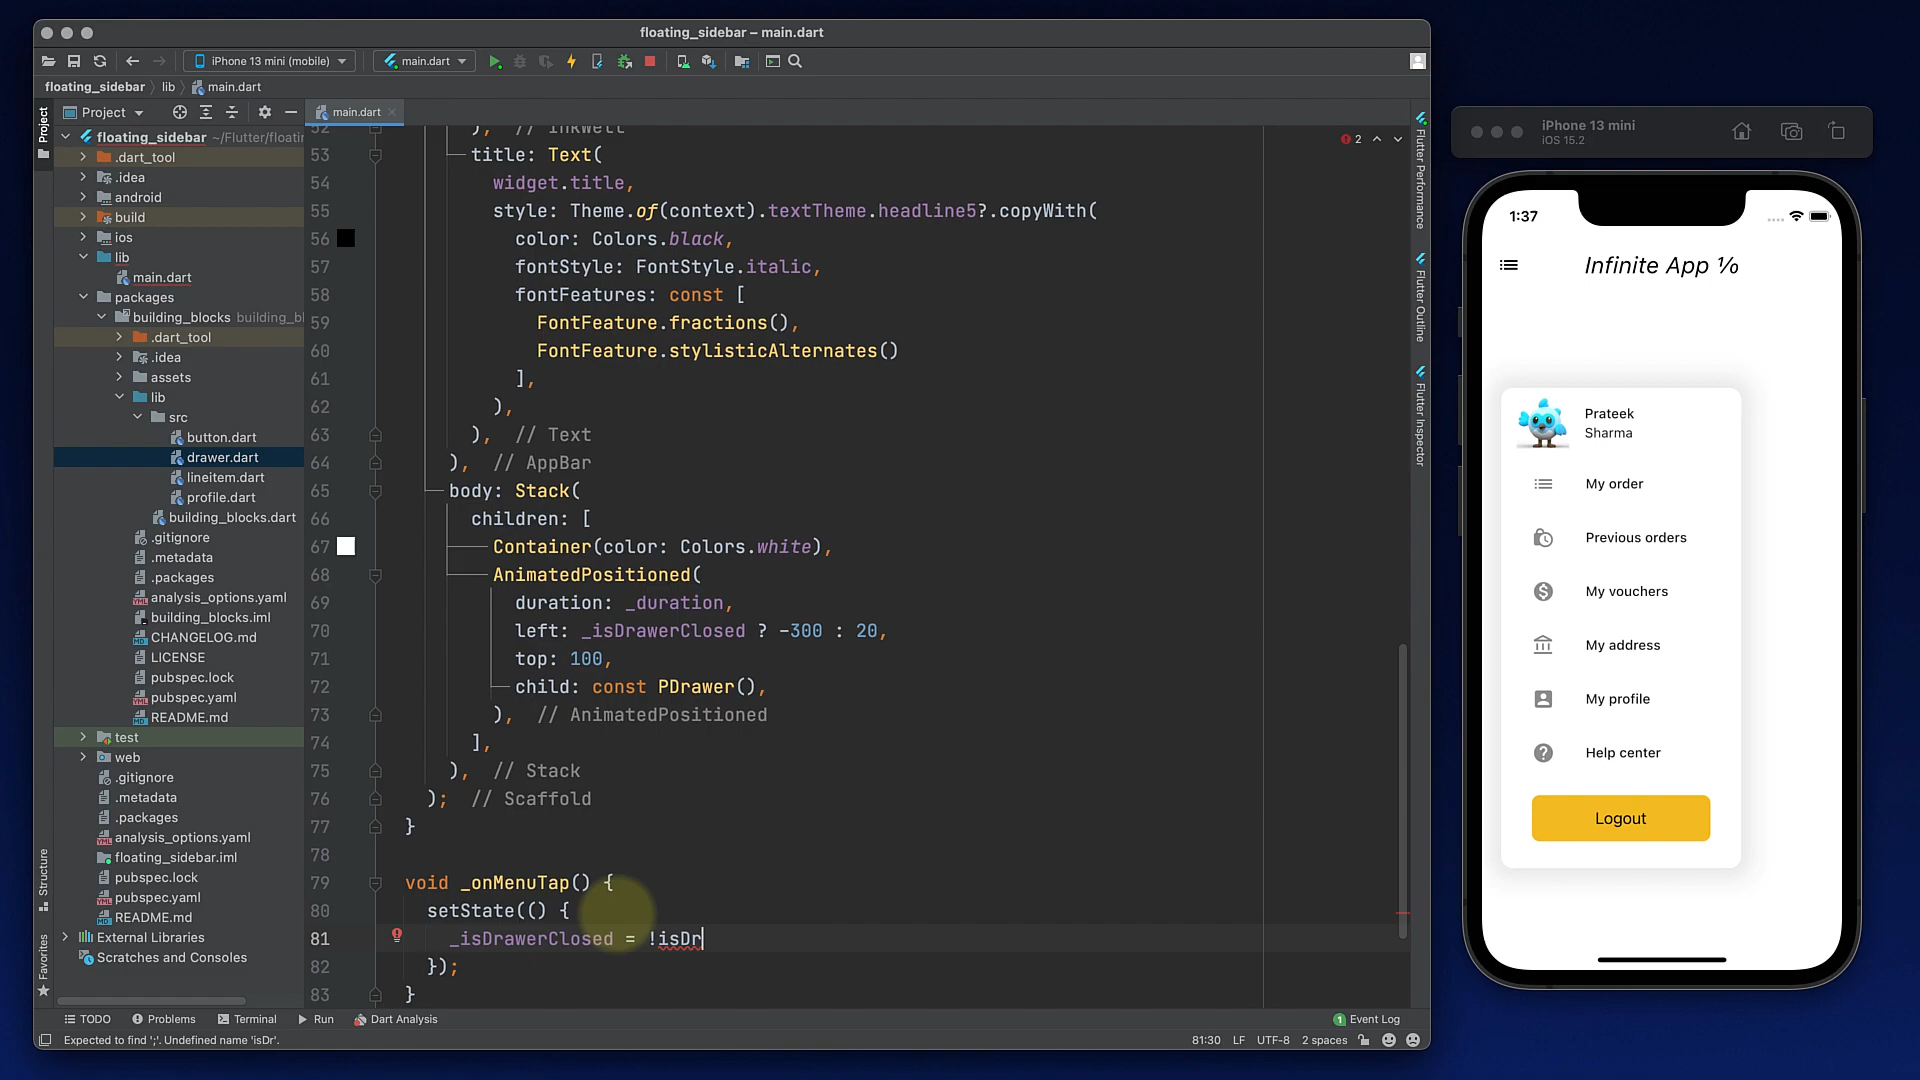 floating_sidebar – main.dart
iPhone 13 mini (mobile)
main.dart
floating_sidebar
lib
main.dart
Project
main.dart
Project
floating_sidebar ~/Flutter/floati
.dart_tool
.idea
android
build
ios
lib
main.dart
packages
building_blocks building_bl
.dart_tool
.idea
assets
lib
src
button.dart
drawer.dart
lineitem.dart
profile.dart
building_blocks.dart
.gitignore
.metadata
.packages
analysis_options.yaml
building_blocks.iml
CHANGELOG.md
LICENSE
pubspec.lock
pubspec.yaml
README.md
test
web
.gitignore
.metadata
.packages
analysis_options.yaml
floating_sidebar.iml
pubspec.lock
pubspec.yaml
README.md
External Libraries
Scratches and Consoles
Structure
Favorites
52 ), // InkWell
53 title: Text(
54 widget.title,
55 style: Theme.of(context).textTheme.headline5?.copyWith(
56 color: Colors.black,
57 fontStyle: FontStyle.italic,
58 fontFeatures: const [
59 FontFeature.fractions(),
60 FontFeature.stylisticAlternates()
61 ],
62 ),
63 ), // Text
64 ), // AppBar
65 body: Stack(
66 children: [
67 Container(color: Colors.white),
68 AnimatedPositioned(
69 duration: _duration,
70 left: _isDrawerClosed ? -300 : 20,
71 top: 100,
72 child: const PDrawer(),
73 ), // AnimatedPositioned
74 ],
75 ), // Stack
76 ); // Scaffold
77 }
78
79 void _onMenuTap() {
80 setState(() {
81 _isDrawerClosed = !isDr
82 });
83 }
2
Flutter Performance
Flutter Outline
Flutter Inspector
TODO
Problems
Terminal
Run
Dart Analysis
1 Event Log
Expected to find ';'. Undefined name 'isDr'.
81:30 LF UTF-8 2 spaces
iPhone 13 mini
iOS 15.2
1:37
Infinite App ⅟₀
Prateek
Sharma
My order
Previous orders
My vouchers
My address
My profile
Help center
Logout